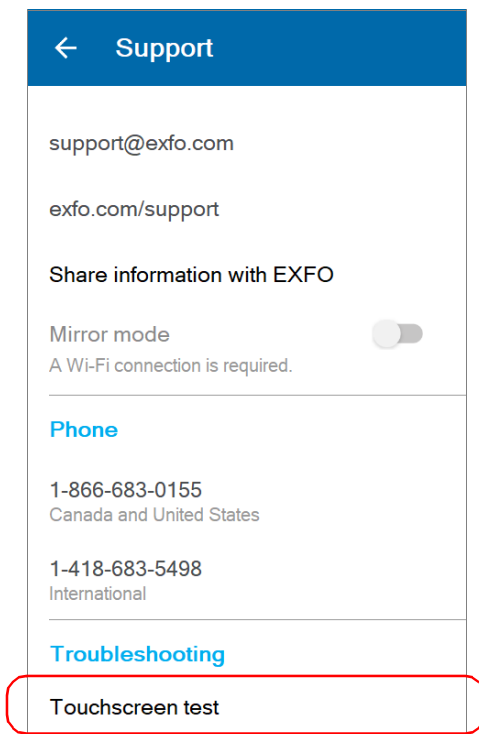 Support
support@exfo.com
exfo.com/support
Share information with EXFO
Mirror mode
A Wi-Fi connection is required.
Phone
1-866-683-0155
Canada and United States
1-418-683-5498
International
Troubleshooting
Touchscreen test